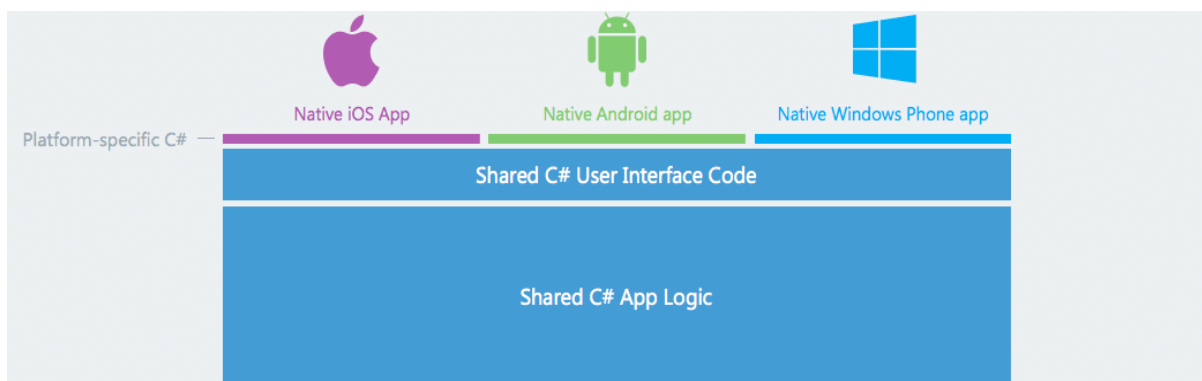 Native iOS App
Native Android app
Native Windows Phone app
Platform-specific C#
Shared C# User Interface Code
Shared C# App Logic